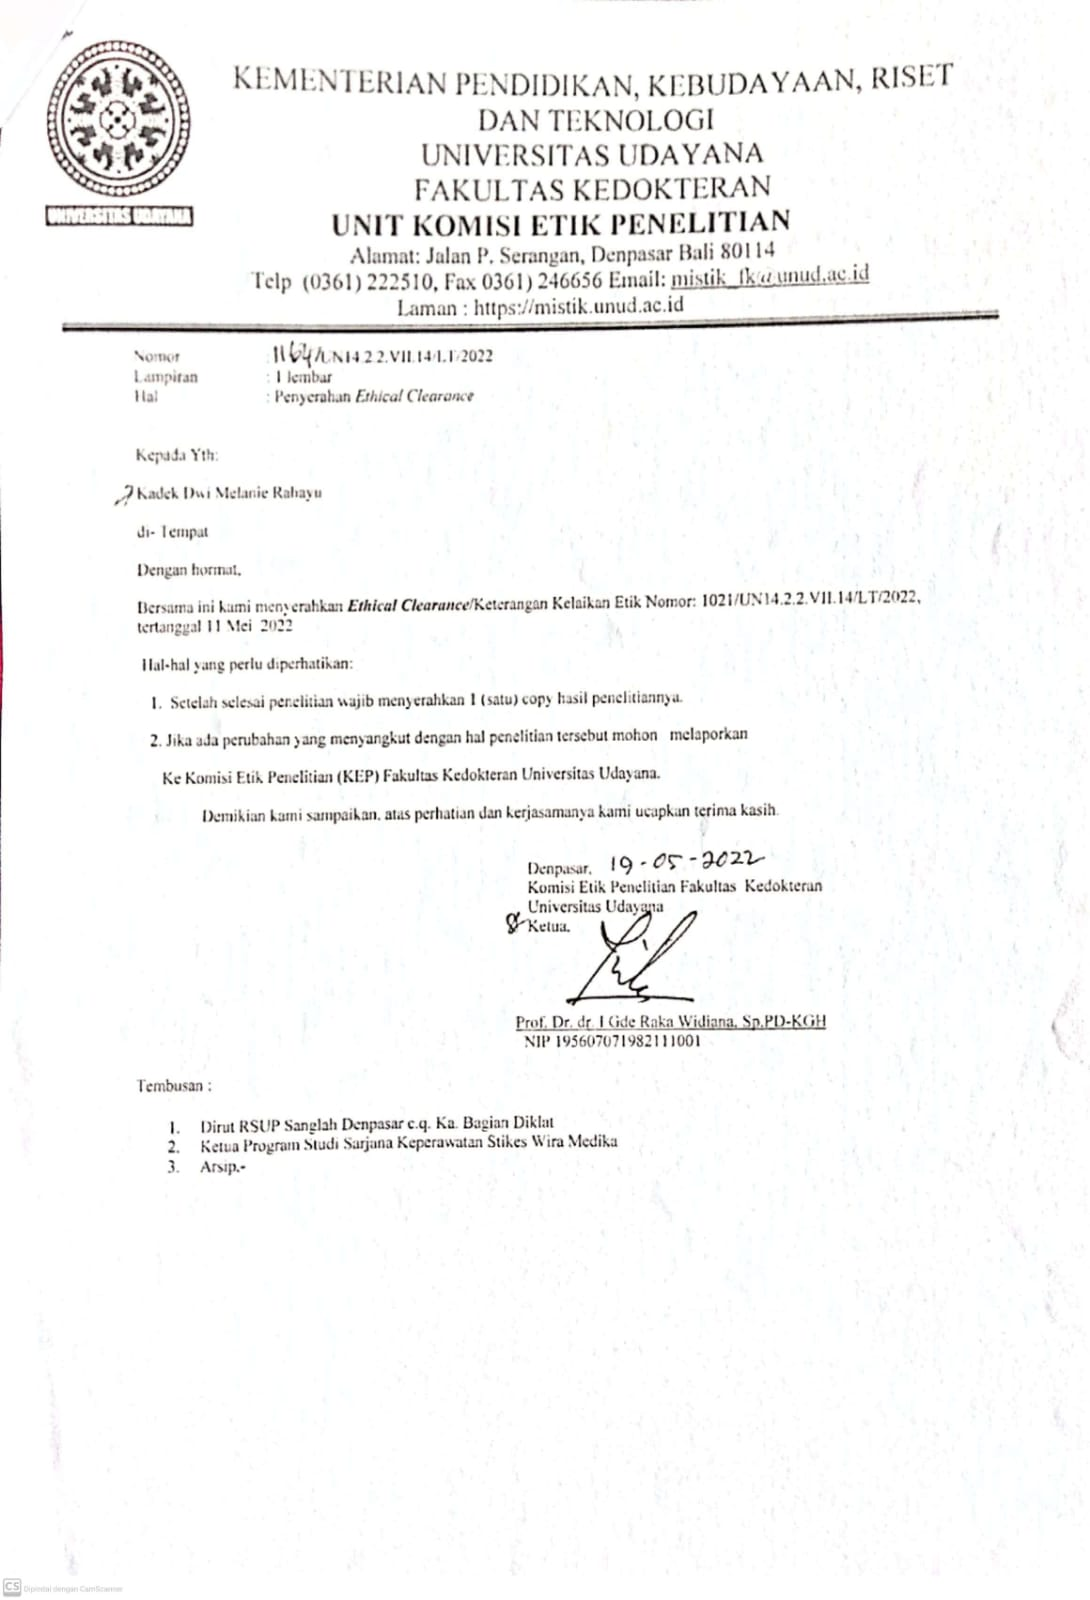 KEMENTERIAN PENDIDIKAN, KEBUDAYAAN, RISET
DAN TEKNOLOGI
UNIVERSITAS UDAYANA
FAKULTAS KEDOKTERAN
UNIT KOMISI ETIK PENELITIAN
Alamat: Jalan P. Serangan, Denpasar Bali 80114
Telp (0361) 222510, Fax 0361) 246656 Email: mistik_fk@unud.ac.id
Laman : https://mistik.unud.ac.id
UNIVERSITAS UDAYANA
Nomor : 1164/UN14.2.2.VII.14/LT/2022
Lampiran : 1 lembar
Hal : Penyerahan Ethical Clearance
Kepada Yth:
Kadek Dwi Melanie Rahayu
di- Tempat
Dengan hormat,
Bersama ini kami menyerahkan Ethical Clearance/Keterangan Kelaikan Etik Nomor: 1021/UN14.2.2.VII.14/LT/2022,
tertanggal 11 Mei 2022
Hal-hal yang perlu diperhatikan:
1. Setelah selesai penelitian wajib menyerahkan 1 (satu) copy hasil penelitiannya.
2. Jika ada perubahan yang menyangkut dengan hal penelitian tersebut mohon melaporkan
Ke Komisi Etik Penelitian (KEP) Fakultas Kedokteran Universitas Udayana.
Demikian kami sampaikan, atas perhatian dan kerjasamanya kami ucapkan terima kasih.
Denpasar, 19-05-2022
Komisi Etik Penelitian Fakultas Kedokteran
Universitas Udayana
Ketua,
Prof. Dr. dr. I Gde Raka Widiana, Sp.PD-KGH
NIP 195607071982111001
Tembusan :
1. Dirut RSUP Sanglah Denpasar c.q. Ka. Bagian Diklat
2. Ketua Program Studi Sarjana Keperawatan Stikes Wira Medika
3. Arsip.-
CS Dipindai dengan CamScanner